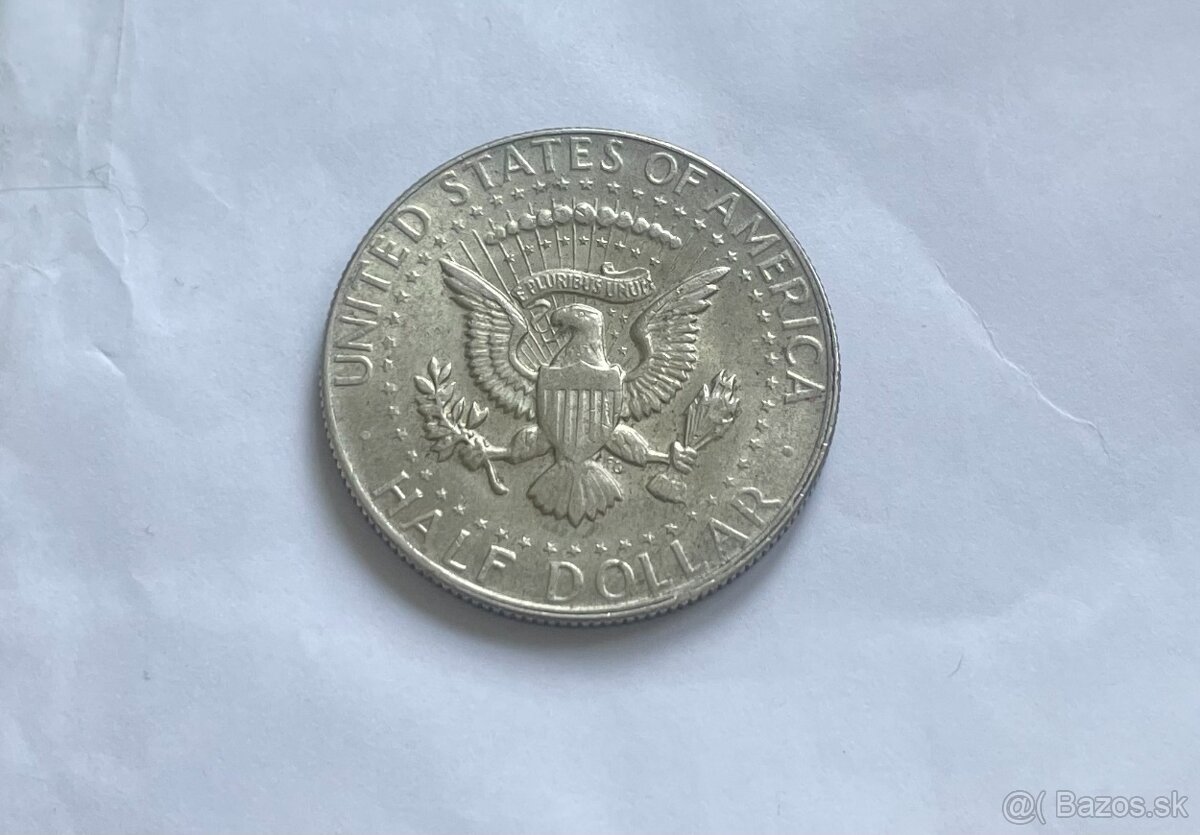 UNITED STATES OF AMERICA
E PLURIBUS UNUM
HALF DOLLAR
@( Bazos.sk